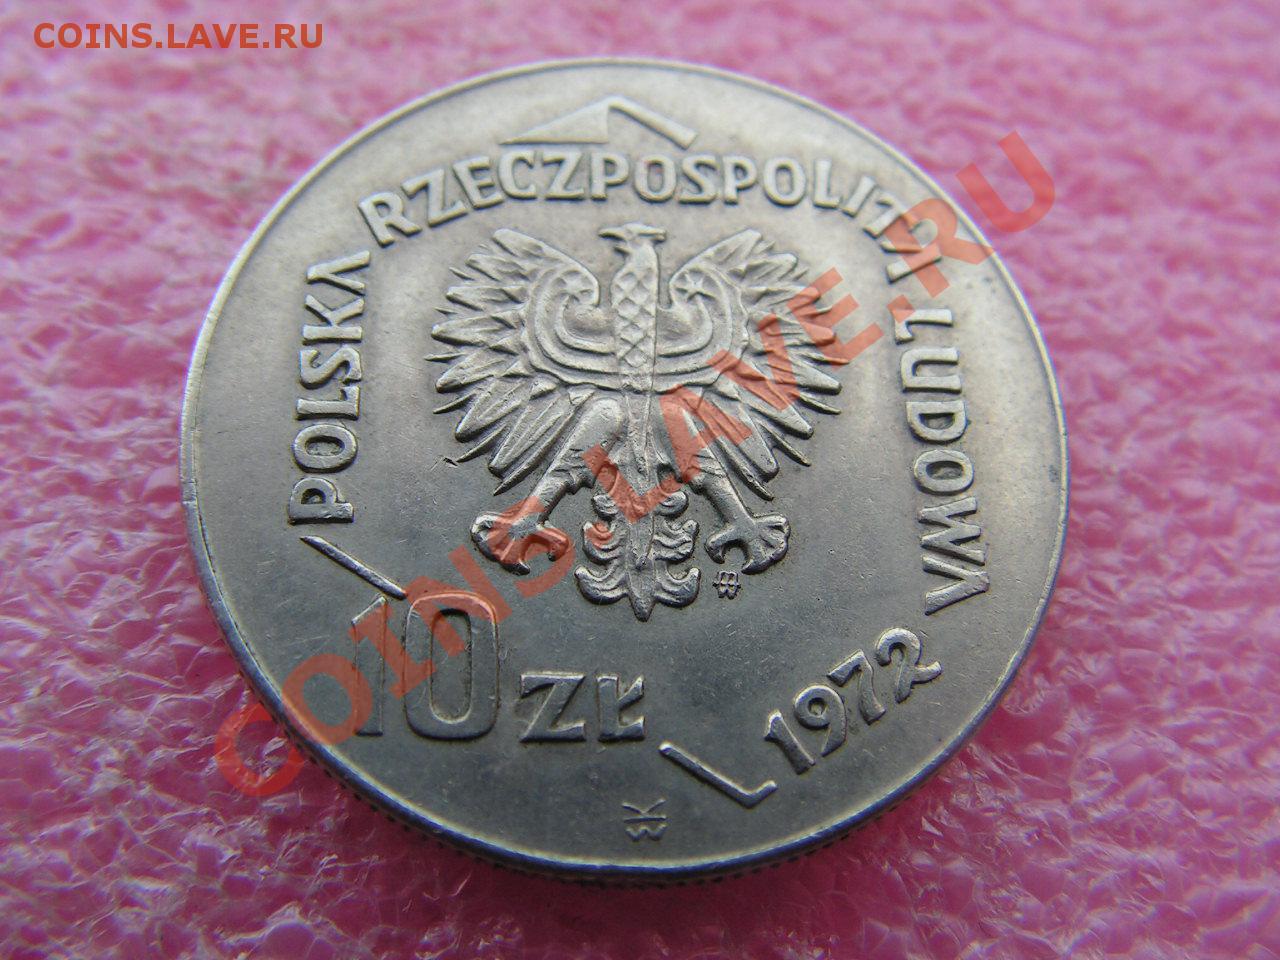 COINS.LAVE.RU
POLSKA RZECZPOSPOLITA LUDOWA
10 ZŁ
1972
COINS.LAVE.RU